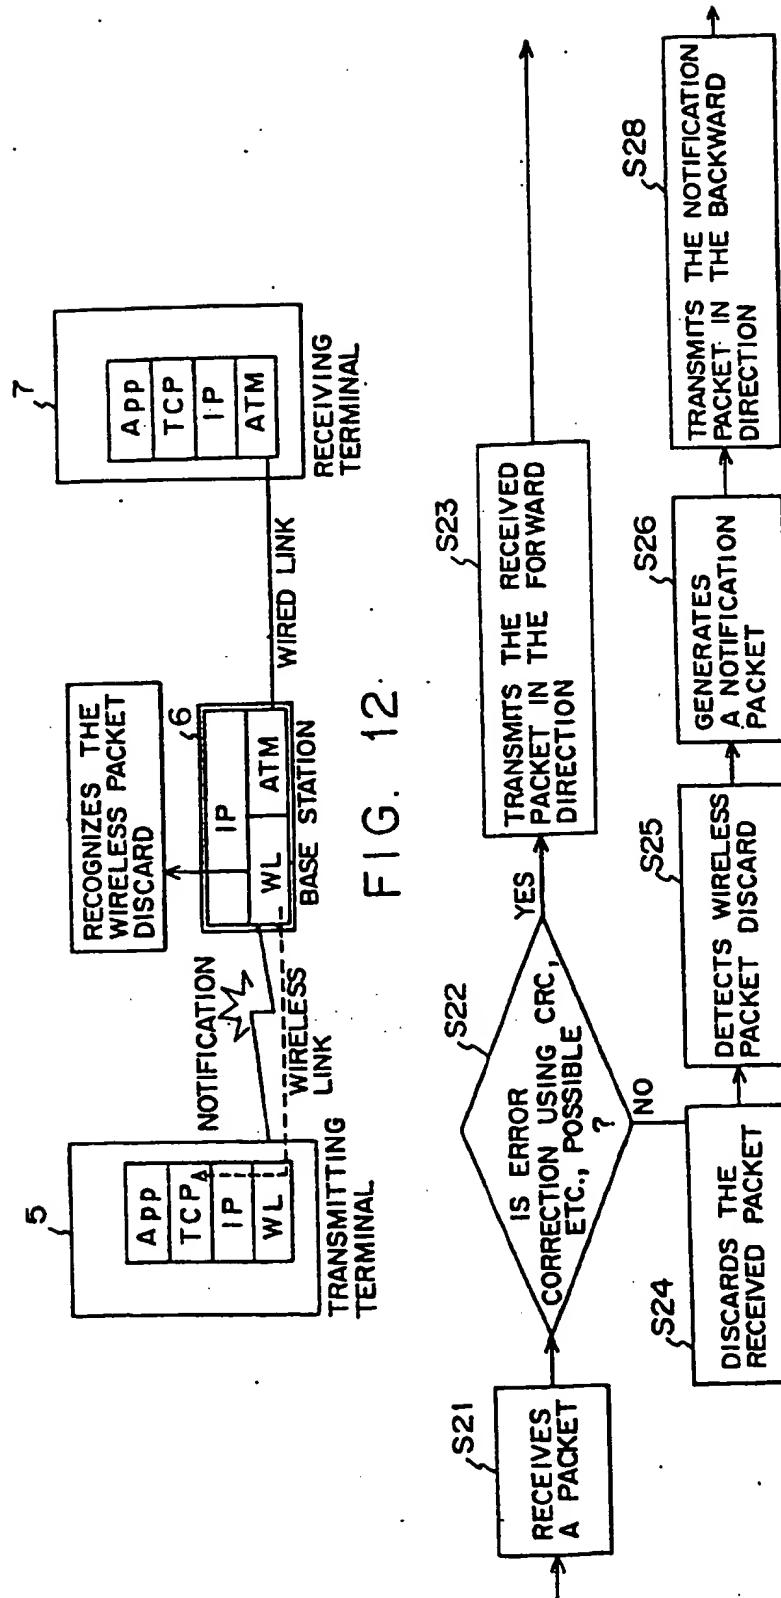 5
App
TCP
IP
WL
TRANSMITTING
TERMINAL
NOTIFICATION
WIRELESS
LINK
RECOGNIZES THE
WIRELESS PACKET
DISCARD
6
IP
WL
ATM
BASE STATION
WIRED LINK
7
App
TCP
IP
ATM
RECEIVING
TERMINAL
FIG. 12
S21
RECEIVES
A PACKET
S22
IS ERROR
CORRECTION USING CRC,
ETC., POSSIBLE
?
YES
NO
S23
TRANSMITS THE RECEIVED
PACKET IN THE FORWARD
DIRECTION
S24
DISCARDS THE
RECEIVED PACKET
S25
DETECTS WIRELESS
PACKET DISCARD
S26
GENERATES
A NOTIFICATION
PACKET
S28
TRANSMITS THE NOTIFICATION
PACKET IN THE BACKWARD
DIRECTION